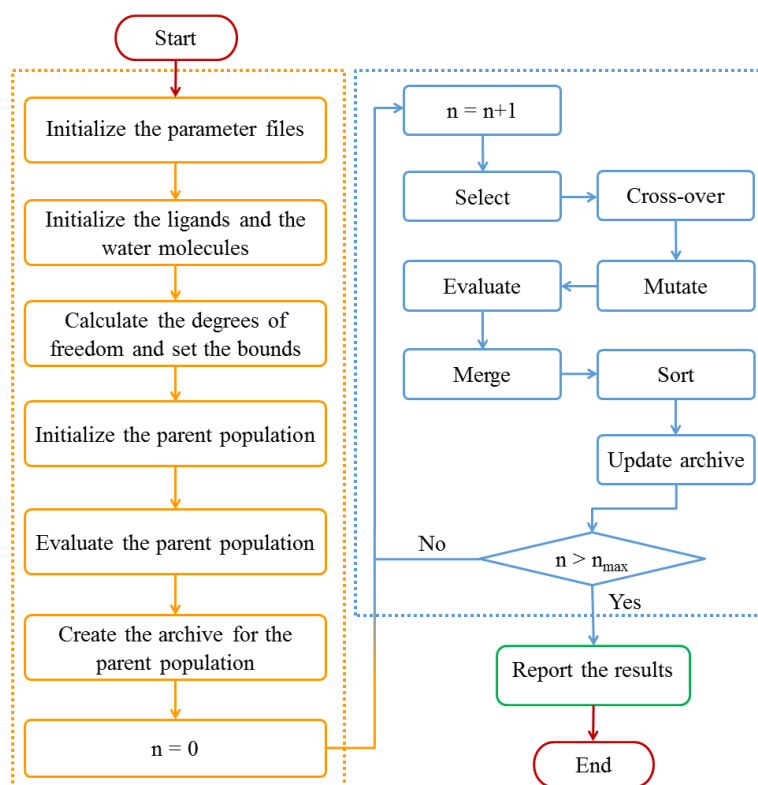 Start
Initialize the parameter files
Initialize the ligands and the
water molecules
Calculate the degrees of
freedom and set the bounds
Initialize the parent population
Evaluate the parent population
Create the archive for the
parent population
n = 0
n = n+1
Select
Cross-over
Evaluate
Mutate
Merge
Sort
Update archive
No
n > nmax
Yes
Report the results
End